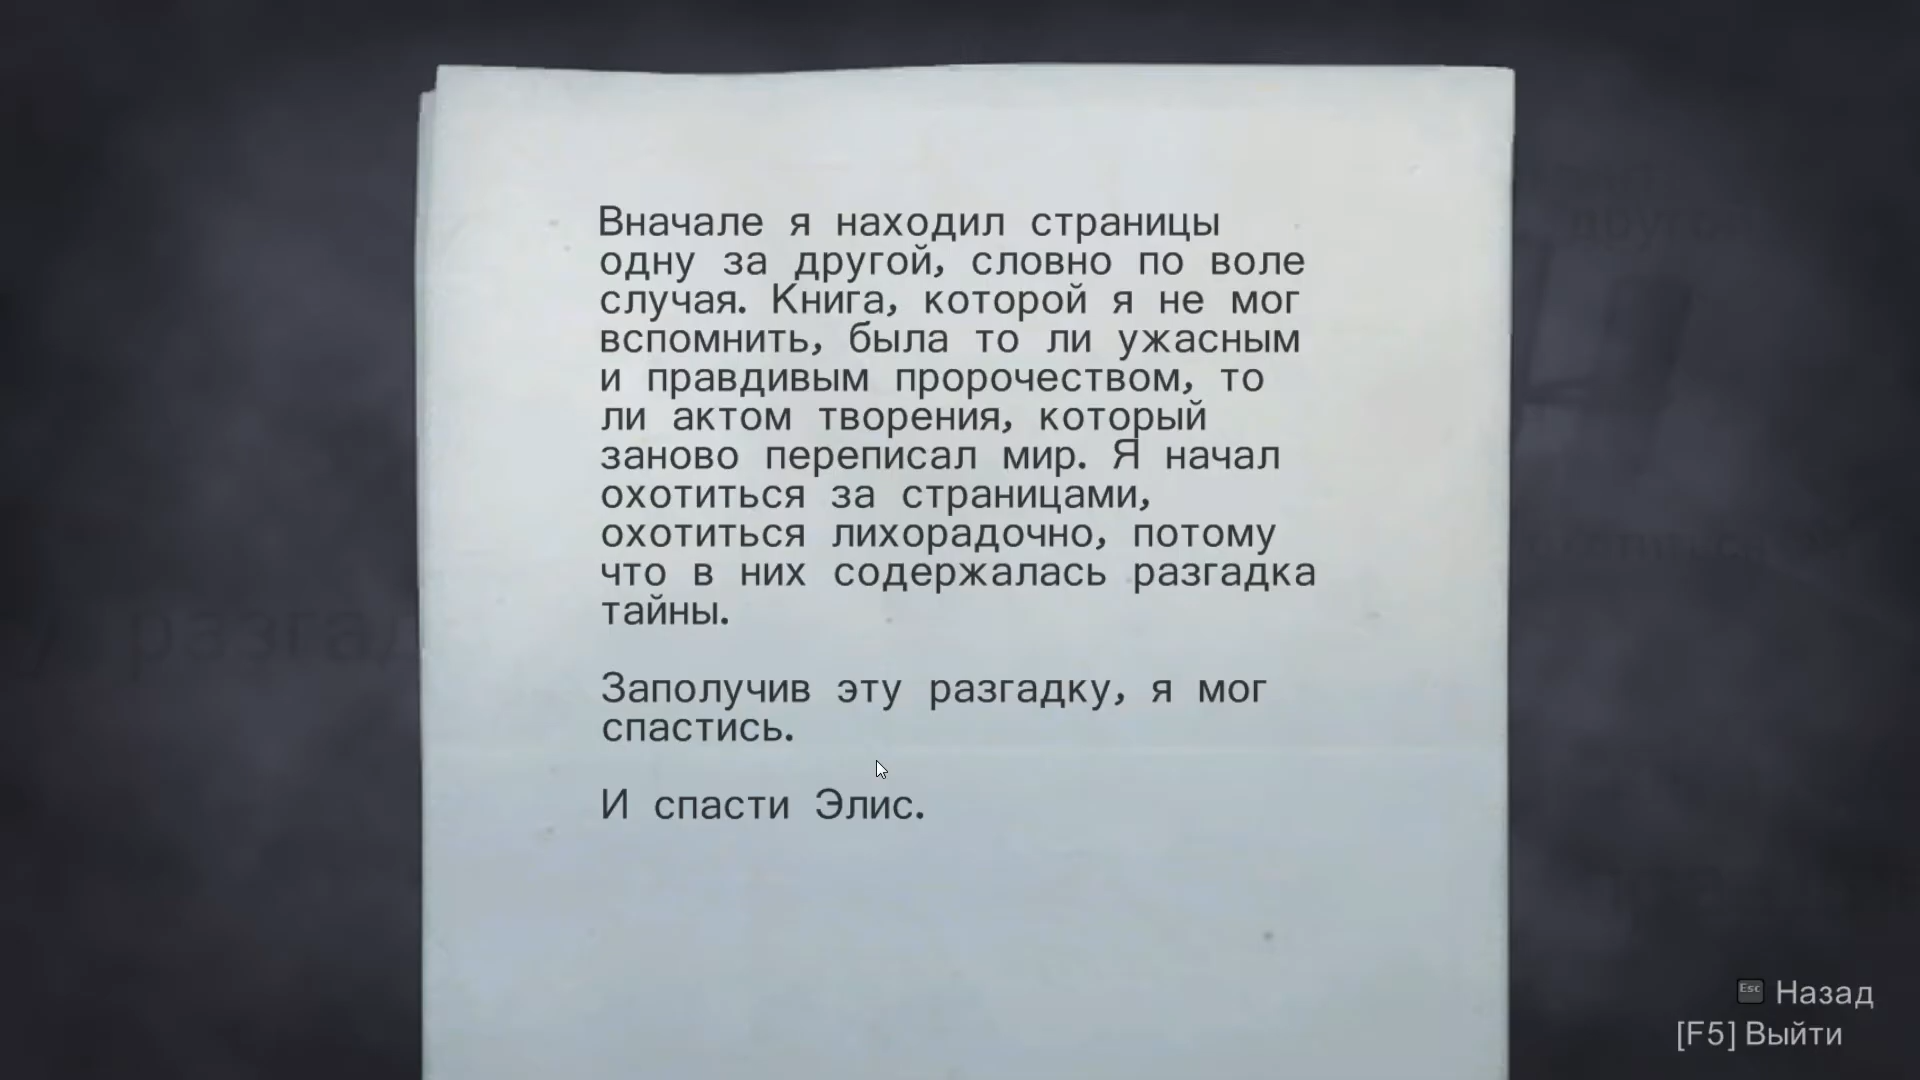 Вначале я находил страницы
одну за другой, словно по воле
случая. Книга, которой я не мог
вспомнить, была то ли ужасным
и правдивым пророчеством, то
ли актом творения, который
заново переписал мир. Я начал
охотиться за страницами,
охотиться лихорадочно, потому
что в них содержалась разгадка
тайны.
Заполучив эту разгадку, я мог
спастись.
И спасти Элис.
Esc Назад
[F5] Выйти